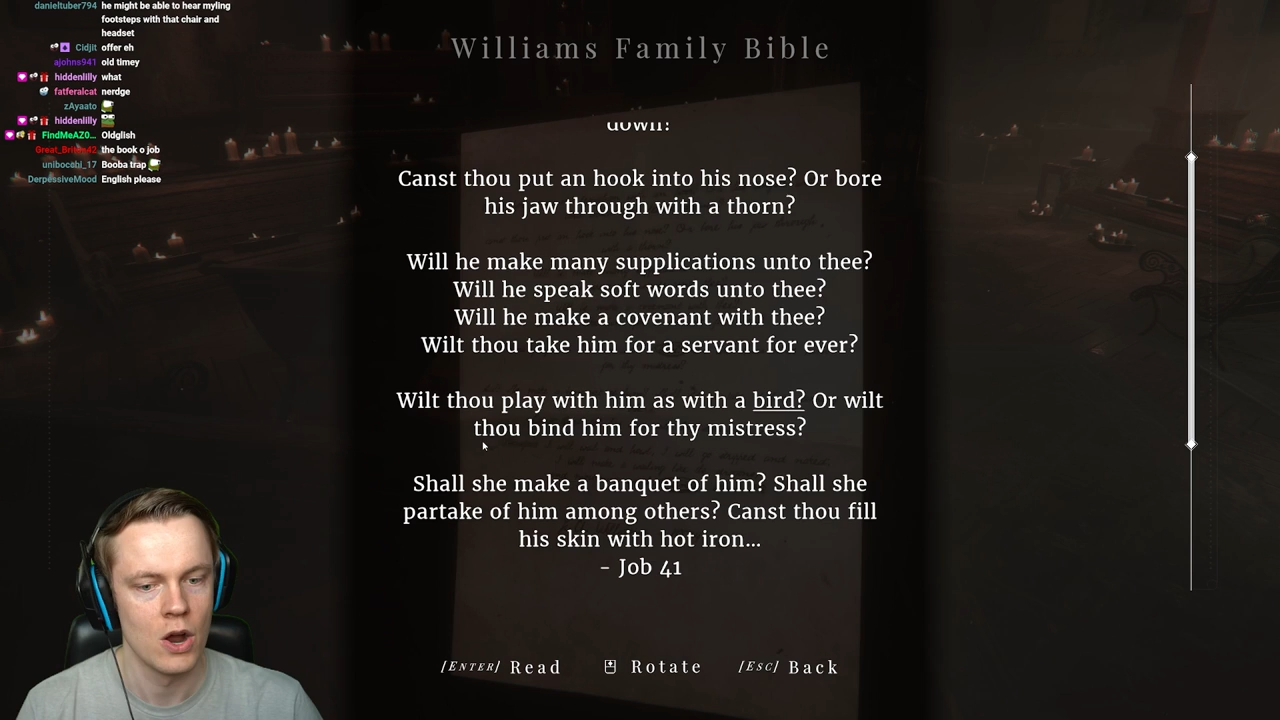 danieltuber794 he might be able to hear myling
footsteps with that chair and
headset
Cidjit offer eh
ajohns941 old timey
hiddenlilly what
fatferalcat nerdge
zAyaato
hiddenlilly
FindMeAZ0... Oldglish
the book o job
unibocchi_17 Booba trap
DerpessiveMood English please
Williams Family Bible
down?
Canst thou put an hook into his nose? Or bore
his jaw through with a thorn?
Will he make many supplications unto thee?
Will he speak soft words unto thee?
Will he make a covenant with thee?
Wilt thou take him for a servant for ever?
Wilt thou play with him as with a bird? Or wilt
thou bind him for thy mistress?
Shall she make a banquet of him? Shall she
partake of him among others? Canst thou fill
his skin with hot iron...
- Job 41
[ENTER] Read Rotate [ESC] Back